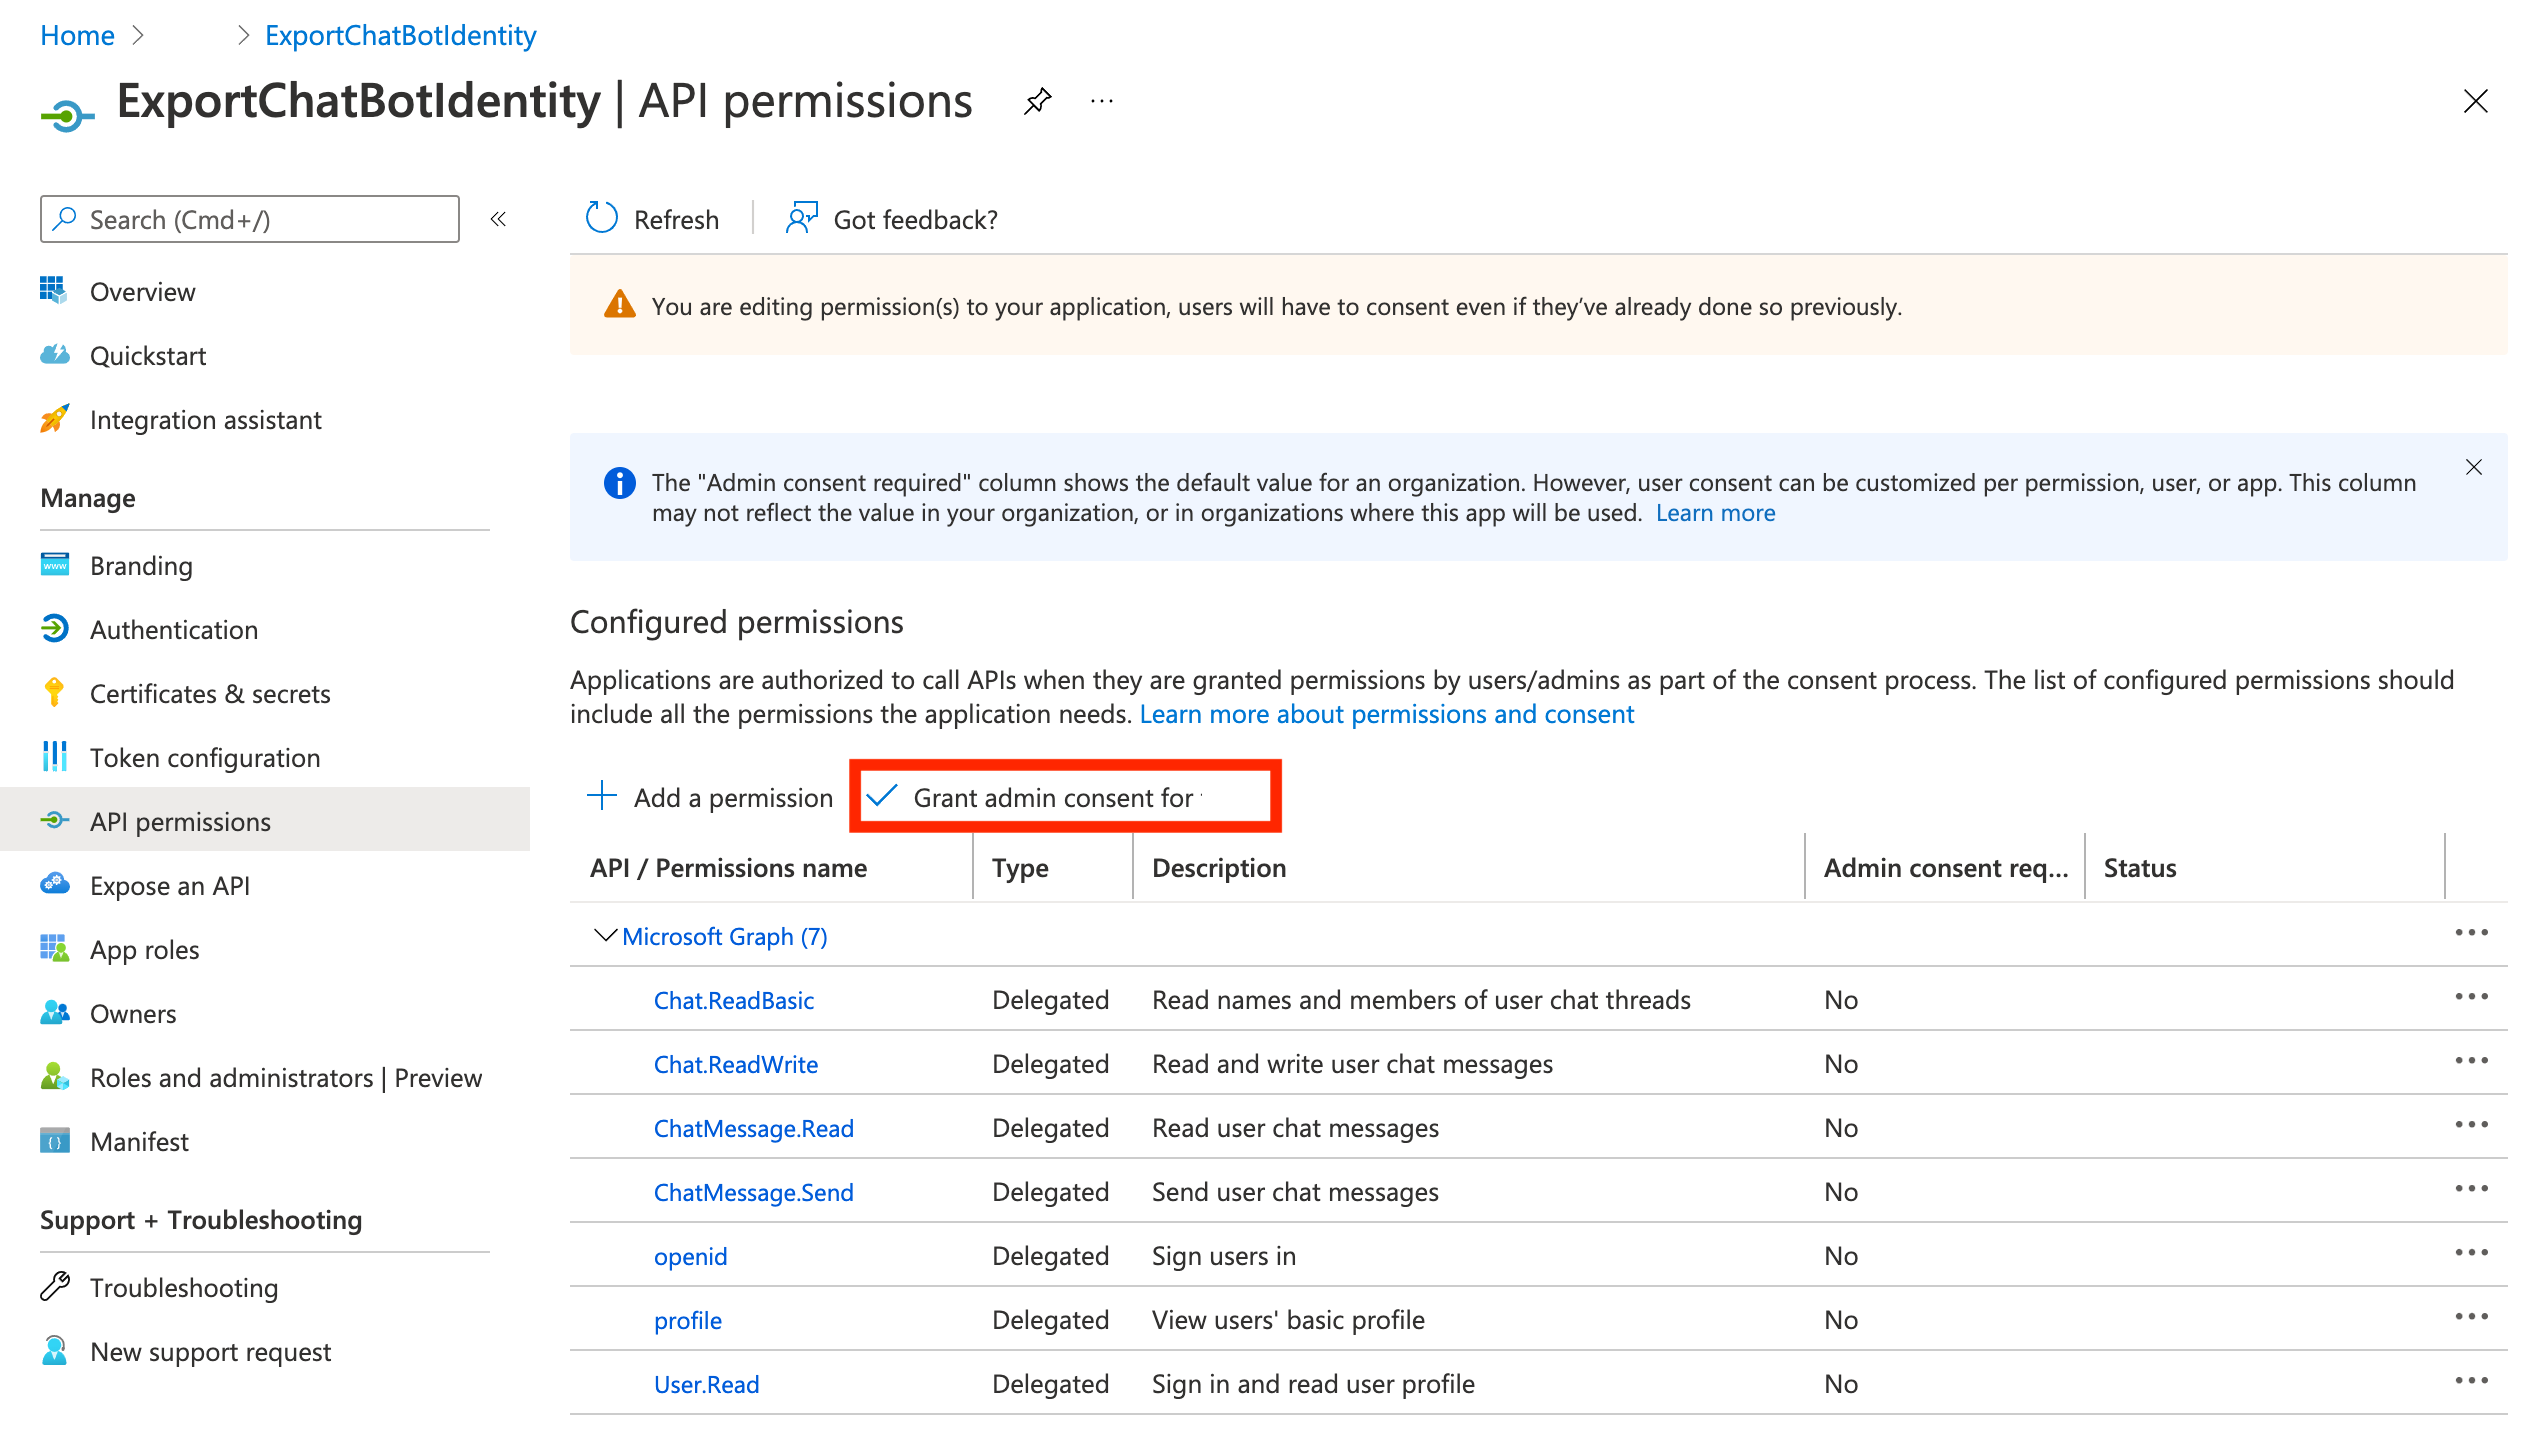 Home > > ExportChatBotIdentity
ExportChatBotIdentity | API permissions
Search (Cmd+/)
Overview
Quickstart
Integration assistant
Manage
Branding
Authentication
Certificates & secrets
Token configuration
API permissions
Expose an API
App roles
Owners
Roles and administrators | Preview
Manifest
Support + Troubleshooting
Troubleshooting
New support request
Refresh Got feedback?
You are editing permission(s) to your application, users will have to consent even if they’ve already done so previously.
The "Admin consent required" column shows the default value for an organization. However, user consent can be customized per permission, user, or app. This column
may not reflect the value in your organization, or in organizations where this app will be used. Learn more
Configured permissions
Applications are authorized to call APIs when they are granted permissions by users/admins as part of the consent process. The list of configured permissions should
include all the permissions the application needs. Learn more about permissions and consent
Add a permission Grant admin consent for
API / Permissions name Type Description Admin consent req... Status
Microsoft Graph (7)
Chat.ReadBasic Delegated Read names and members of user chat threads No
Chat.ReadWrite Delegated Read and write user chat messages No
ChatMessage.Read Delegated Read user chat messages No
ChatMessage.Send Delegated Send user chat messages No
openid Delegated Sign users in No
profile Delegated View users' basic profile No
User.Read Delegated Sign in and read user profile No